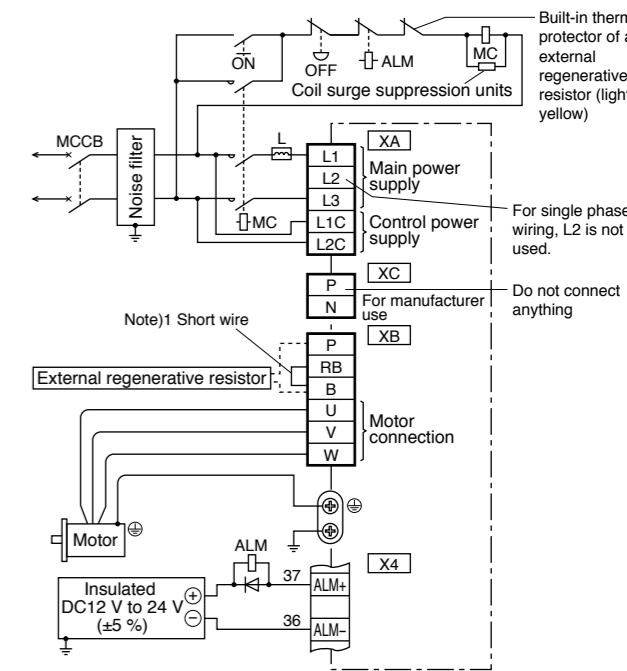 Built-in therm
protector of a
external
regenerative
resistor (light
yellow)
ON
OFF
ALM
MC
Coil surge suppression units
MCCB
Noise filter
L
MC
XA
L1
L2
L3
L1C
L2C
Main power
supply
Control power
supply
For single phase
wiring, L2 is not
used.
XC
P
N
For manufacturer
use
Do not connect
anything
Note)1 Short wire
XB
P
RB
B
U
V
W
External regenerative resistor
Motor
connection
Motor
ALM
X4
37
ALM+
36
ALM−
Insulated
DC12 V to 24 V
(±5 %)
+
−